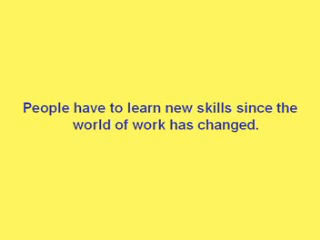 People have to learn new skills since the
world of work has changed.